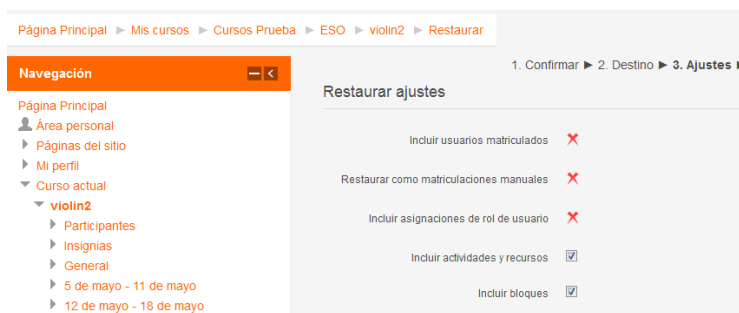 Página Principal ► Mis cursos ► Cursos Prueba ► ESO ► violin2 ► Restaurar
Navegación
Página Principal
Área personal
Páginas del sitio
Mi perfil
Curso actual
violin2
Participantes
Insignias
General
5 de mayo - 11 de mayo
12 de mayo - 18 de mayo
1. Confirmar ► 2. Destino ► 3. Ajustes ►
Restaurar ajustes
Incluir usuarios matriculados
Restaurar como matriculaciones manuales
Incluir asignaciones de rol de usuario
Incluir actividades y recursos
Incluir bloques